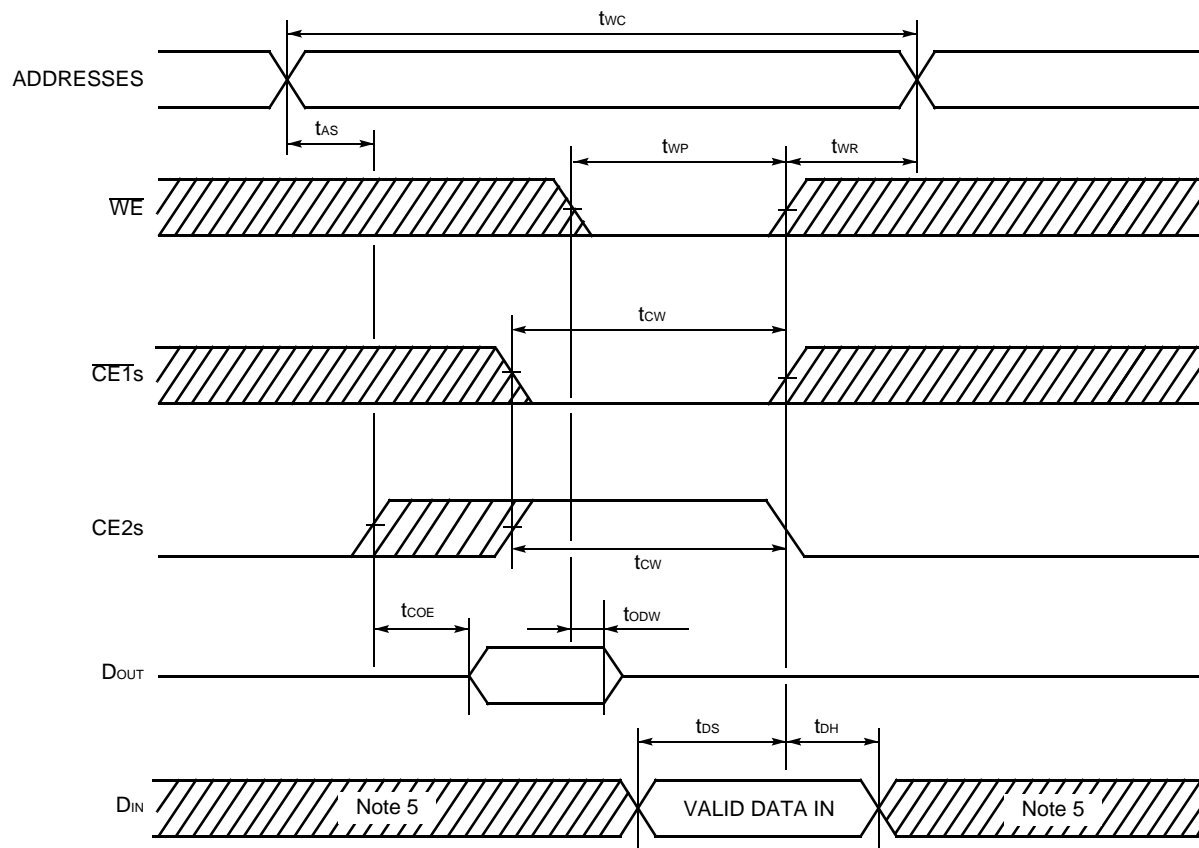 tWC
ADDRESSES
tAS
tWP
tWR
WE
tCW
CE1s
CE2s
tCW
tCOE
tODW
DOUT
tDS
tDH
DIN
Note 5
VALID DATA IN
Note 5